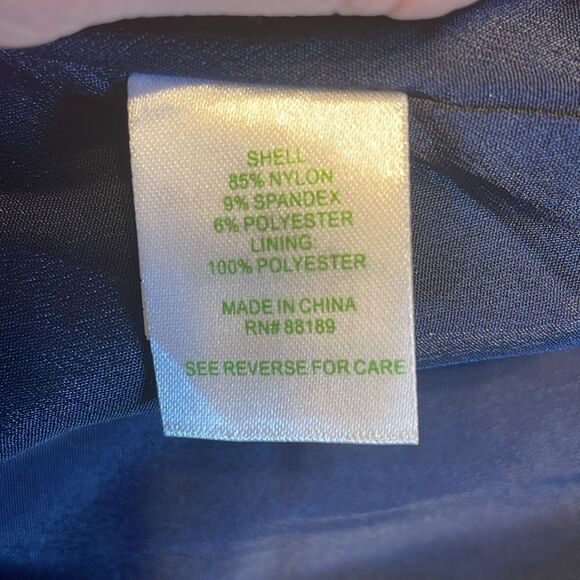 SHELL
85% NYLON
9% SPANDEX
6% POLYESTER
LINING
100% POLYESTER
MADE IN CHINA
RN# 88189
SEE REVERSE FOR CARE